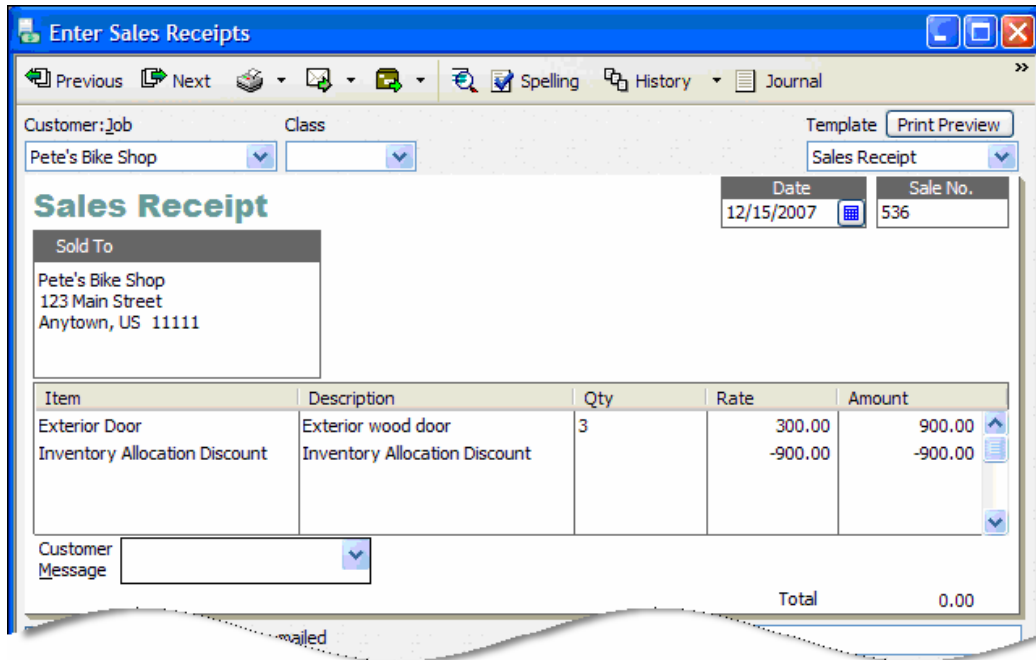 Enter Sales Receipts
Previous Next Spelling History Journal »
Customer:Job Class Template Print Preview
Pete's Bike Shop Sales Receipt
Sales Receipt
Date Sale No.
12/15/2007 536
Sold To
Pete's Bike Shop
123 Main Street
Anytown, US 11111
Item Description Qty Rate Amount
Exterior Door Exterior wood door 3 300.00 900.00
Inventory Allocation Discount Inventory Allocation Discount -900.00 -900.00
Customer
Message
Total 0.00